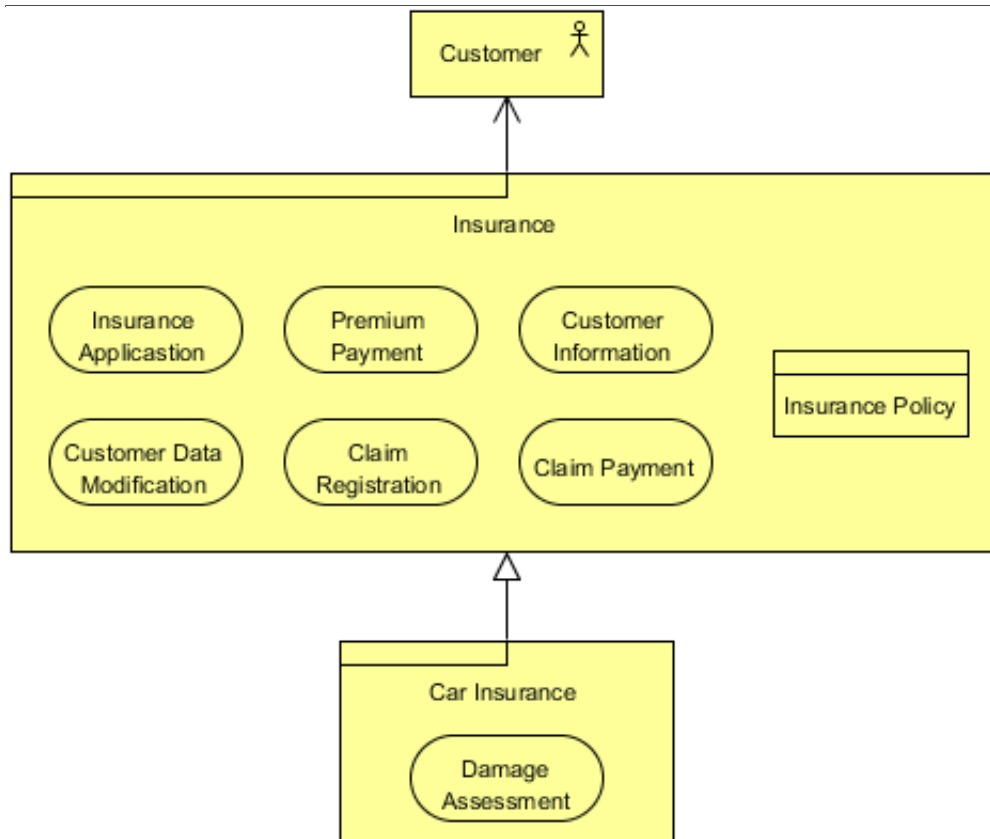 Customer
Insurance
Insurance
Applicastion
Premium
Payment
Customer
Information
Insurance Policy
Customer Data
Modification
Claim
Registration
Claim Payment
Car Insurance
Damage
Assessment